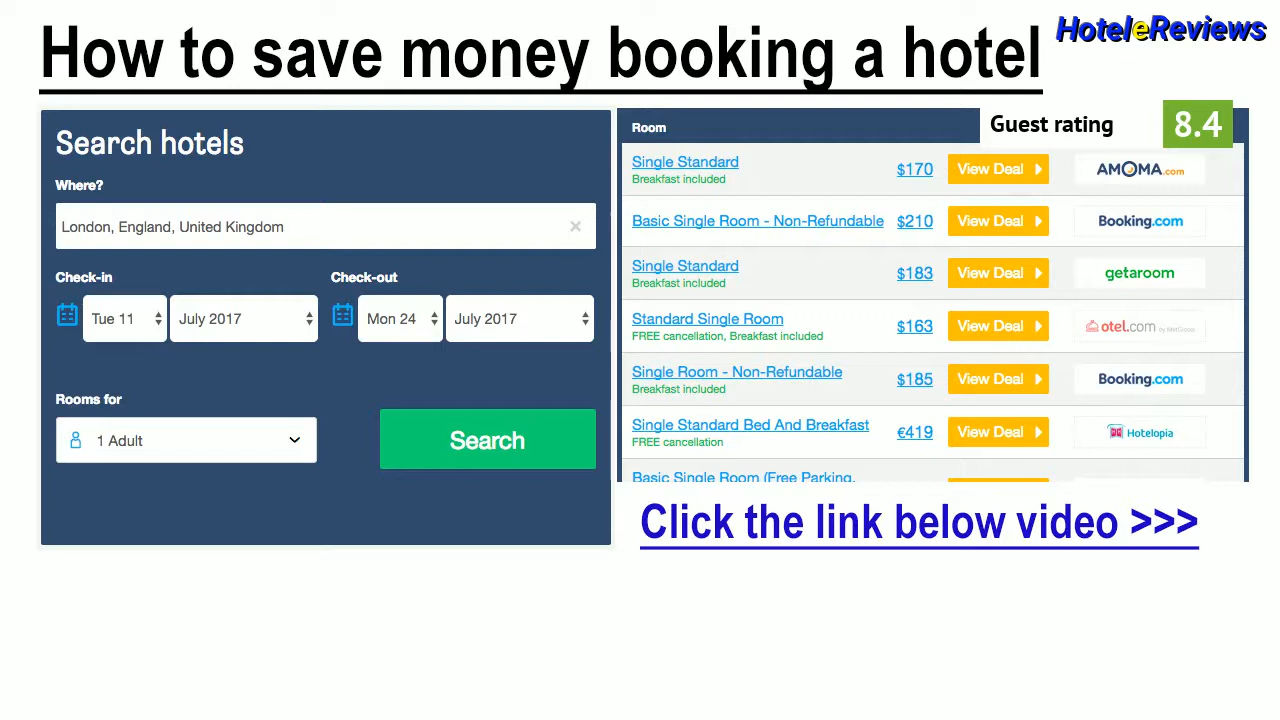 How to save money booking a hotel
HoteleReviews
Search hotels
Where?
London, England, United Kingdom
Check-in
Check-out
Tue 11
July 2017
Mon 24
July 2017
Rooms for
1 Adult
Search
Room
Guest rating
8.4
Single Standard
Breakfast included
$170
View Deal
AMOMA.com
Basic Single Room - Non-Refundable
$210
View Deal
Booking.com
Single Standard
Breakfast included
$183
View Deal
getaroom
Standard Single Room
FREE cancellation, Breakfast included
$163
View Deal
otel.com
Single Room - Non-Refundable
Breakfast included
$185
View Deal
Booking.com
Single Standard Bed And Breakfast
FREE cancellation
€419
View Deal
Hotelopia
Basic Single Room (Free Parking,
Click the link below video >>>